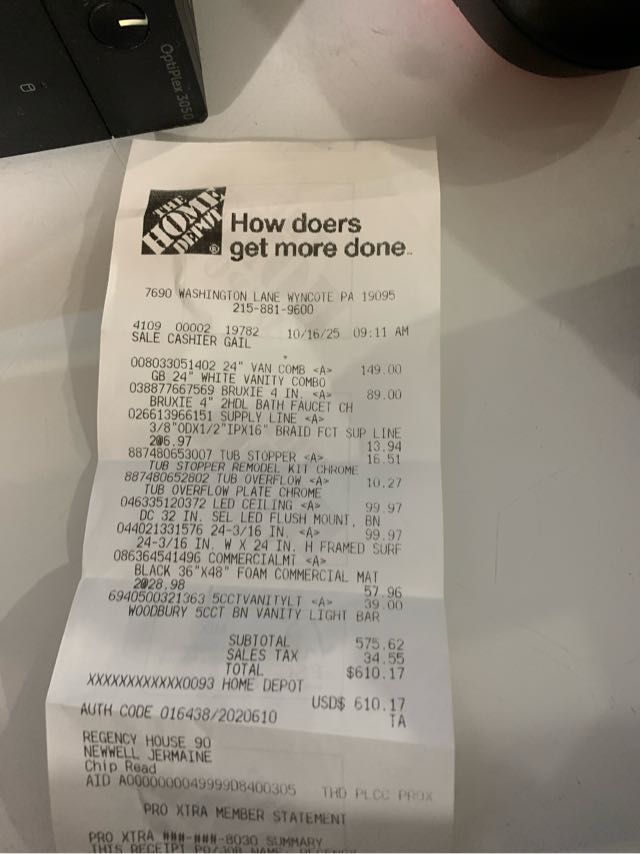 OptiPlex 3050
THE
HOME
DEPOT
®
How doers
get more done.
7690 WASHINGTON LANE WYNCOTE PA 19095
215-881-9600
4109 00002 19782 10/16/25 09:11 AM
SALE CASHIER GAIL
008033051402 24" VAN COMB <A> 149.00
GB 24" WHITE VANITY COMBO
038877667569 BRUXIE 4 IN. <A> 89.00
BRUXIE 4" 2HDL BATH FAUCET CH
026613966151 SUPPLY LINE <A>
3/8"ODX1/2"IPX16" BRAID FCT SUP LINE
2@6.97 13.94
887480653007 TUB STOPPER <A> 16.51
TUB STOPPER REMODEL KIT CHROME
887480652802 TUB OVERFLOW <A> 10.27
TUB OVERFLOW PLATE CHROME
046335120372 LED CEILING <A> 99.97
DC 32 IN. SEL LED FLUSH MOUNT, BN
044021331576 24-3/16 IN. <A> 99.97
24-3/16 IN. W X 24 IN. H FRAMED SURF
086364541496 COMMERCIALMT <A>
BLACK 36"X48" FOAM COMMERCIAL MAT
2@28.98 57.96
6940500321363 5CCTVANITYLT <A> 39.00
WOODBURY 5CCT BN VANITY LIGHT BAR
SUBTOTAL 575.62
SALES TAX 34.55
TOTAL $610.17
XXXXXXXXXXXX0093 HOME DEPOT
USD$ 610.17
AUTH CODE 016438/2020610 TA
REGENCY HOUSE 90
NEWWELL JERMAINE
Chip Read
AID A0000000049999D8400305 THD PLCC PROX
PRO XTRA MEMBER STATEMENT
PRO XTRA ###-###-8030 SUMMARY
THIS RECEIPT PO/JOB NAME: